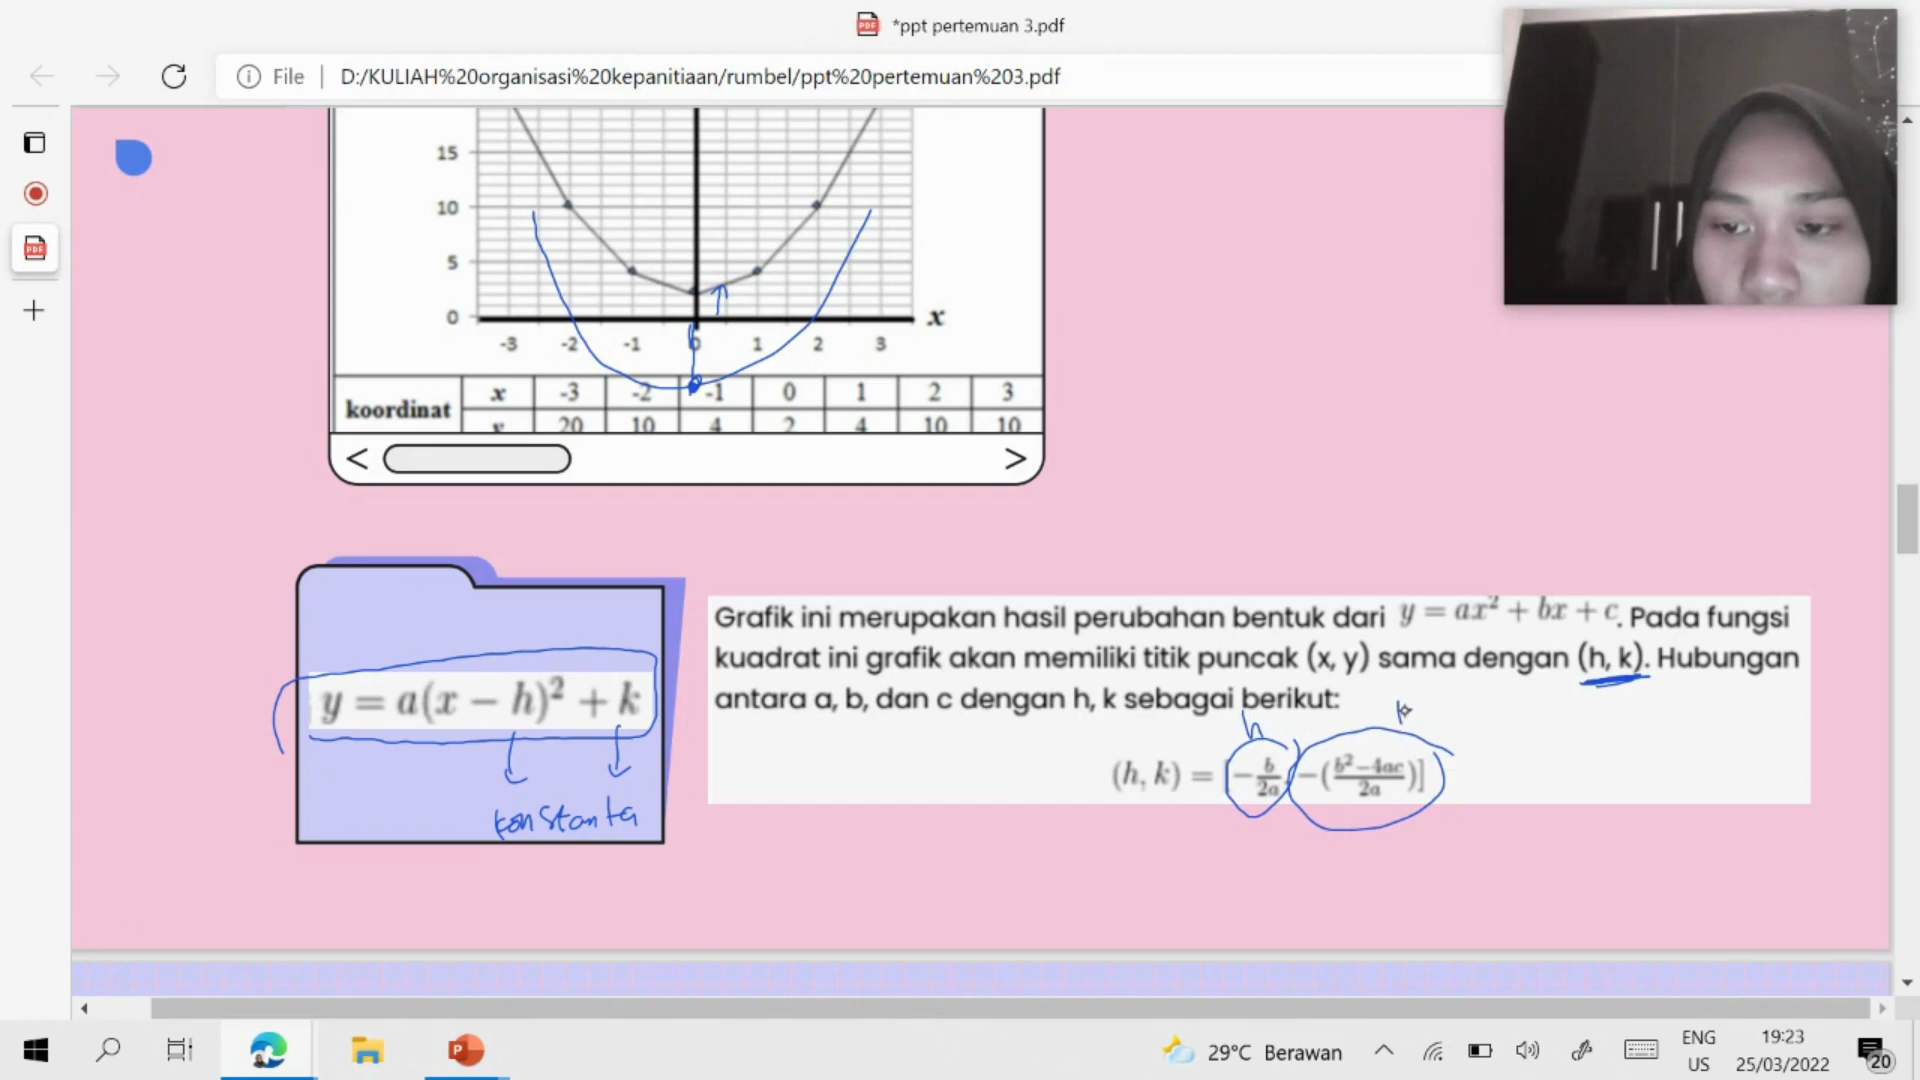 *ppt pertemuan 3.pdf
File | D:/KULIAH%20organisasi%20kepanitiaan/rumbel/ppt%20pertemuan%203.pdf
15
10
5
0
x
-3 -2 -1 0 1 2 3
koordinat
x -3 -2 -1 0 1 2 3
y 20 10 4 2 4 10 10
< >
Grafik ini merupakan hasil perubahan bentuk dari y = ax² + bx + c. Pada fungsi
kuadrat ini grafik akan memiliki titik puncak (x, y) sama dengan (h, k). Hubungan
antara a, b, dan c dengan h, k sebagai berikut:
y = a(x − h)² + k
konstanta
h k
(h, k) = [−b/2a, −(b²−4ac/2a)]
29°C Berawan
ENG
US
19:23
25/03/2022
20